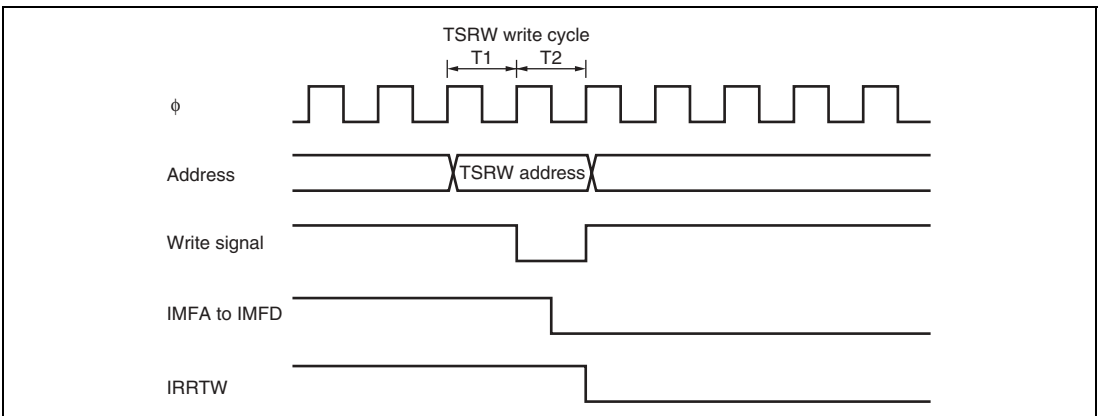 TSRW write cycle
T1 T2
ϕ
Address
TSRW address
Write signal
IMFA to IMFD
IRRTW